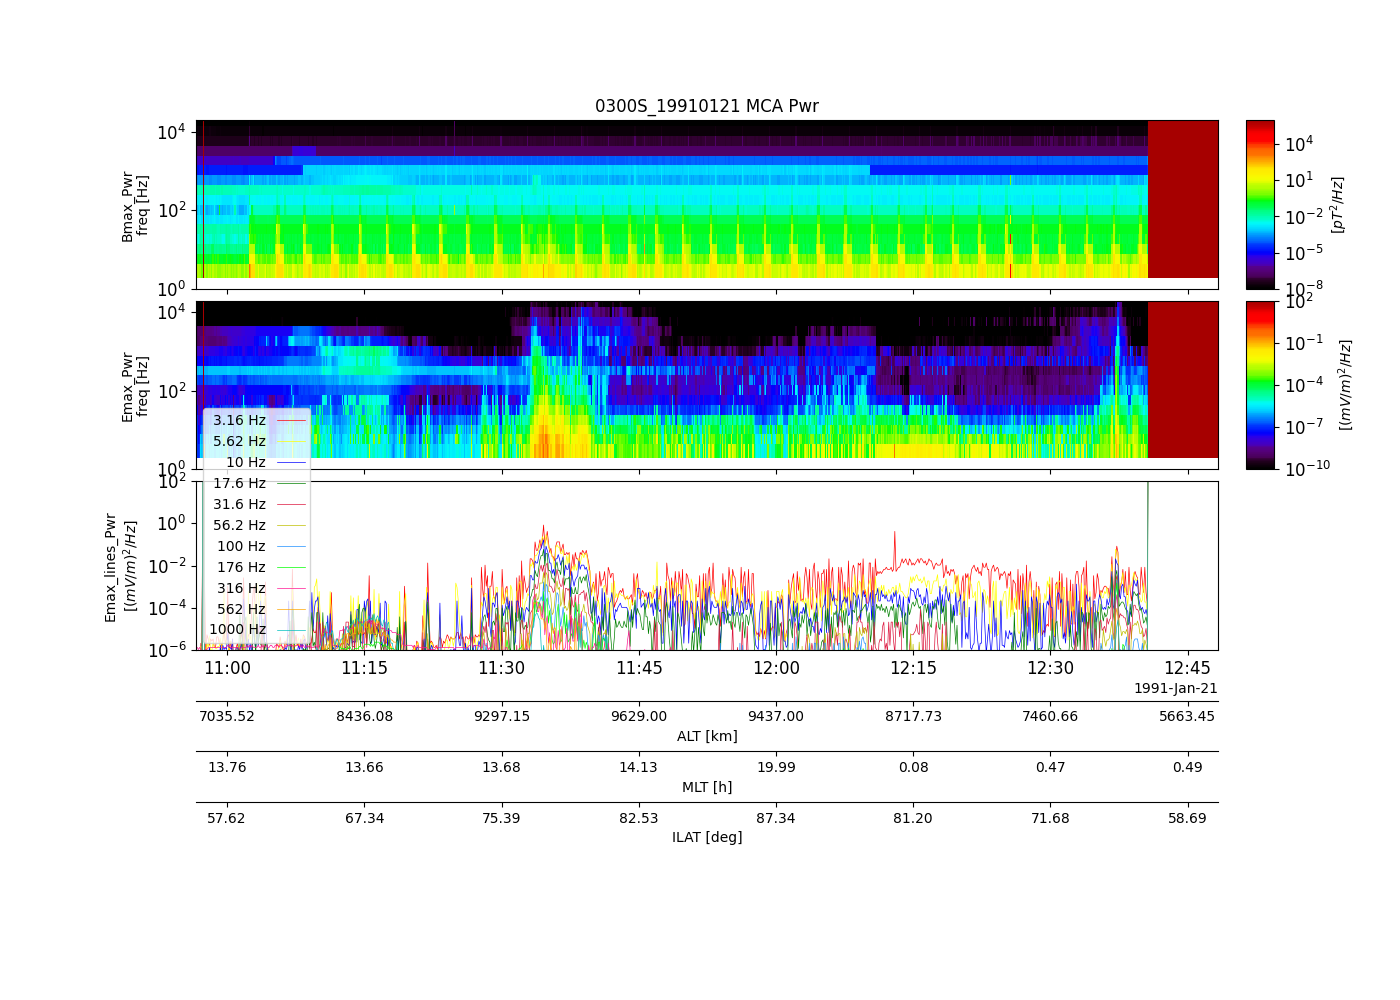 0300S_19910121 MCA Pwr
10^4
10^2
10^0
Bmax_Pwr
freq [Hz]
10^4
10^1
10^-2
10^-5
10^-8
[pT^2/Hz]
10^4
10^2
10^0
Emax_Pwr
freq [Hz]
10^2
10^-1
10^-4
10^-7
10^-10
[(mV/m)^2/Hz]
3.16 Hz
5.62 Hz
10 Hz
17.6 Hz
31.6 Hz
56.2 Hz
100 Hz
176 Hz
316 Hz
562 Hz
1000 Hz
10^2
10^0
10^-2
10^-4
10^-6
Emax_lines_Pwr
[(mV/m)^2/Hz]
11:00 11:15 11:30 11:45 12:00 12:15 12:30 12:45
1991-Jan-21
7035.52 8436.08 9297.15 9629.00 9437.00 8717.73 7460.66 5663.45
ALT [km]
13.76 13.66 13.68 14.13 19.99 0.08 0.47 0.49
MLT [h]
57.62 67.34 75.39 82.53 87.34 81.20 71.68 58.69
ILAT [deg]